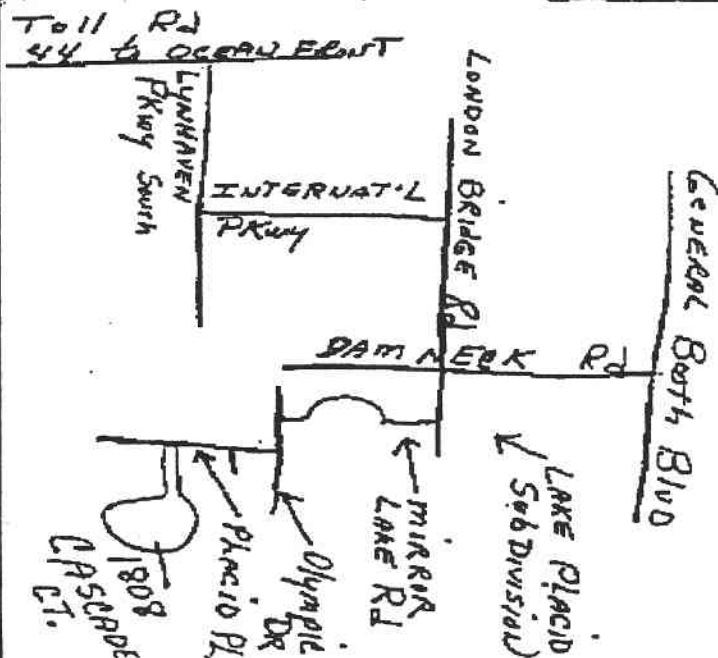 Toll Rd
44 to OCEAN FRONT
LYNHAVEN
PKwy South
INTERNAT'L
PKwy
LONDON BRIDGE Rd
GENERAL Booth Blvd
DAM NECK Rd
LAKE PLACID
SubDivision)
MIRROR
LAKE Rd
Olympic
DR
PLACID PL
1808
CASCADE
CT.